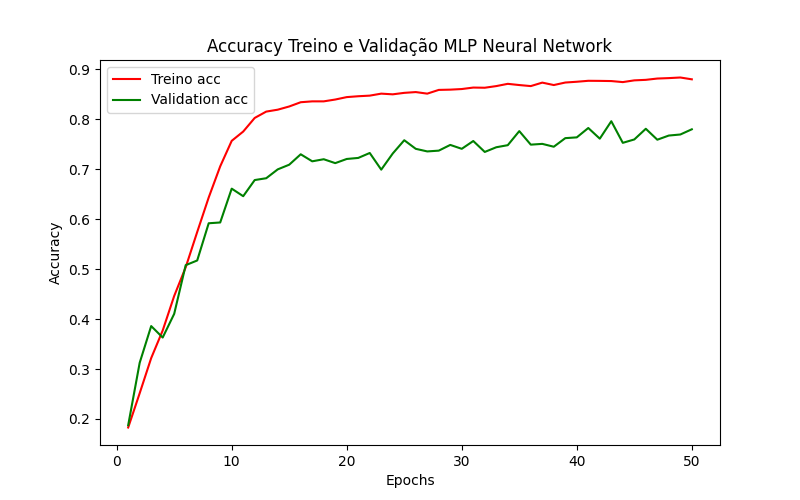 Accuracy Treino e Validação MLP Neural Network
Treino acc
Validation acc
0.9
0.8
0.7
0.6
0.5
0.4
0.3
0.2
Accuracy
0 10 20 30 40 50
Epochs